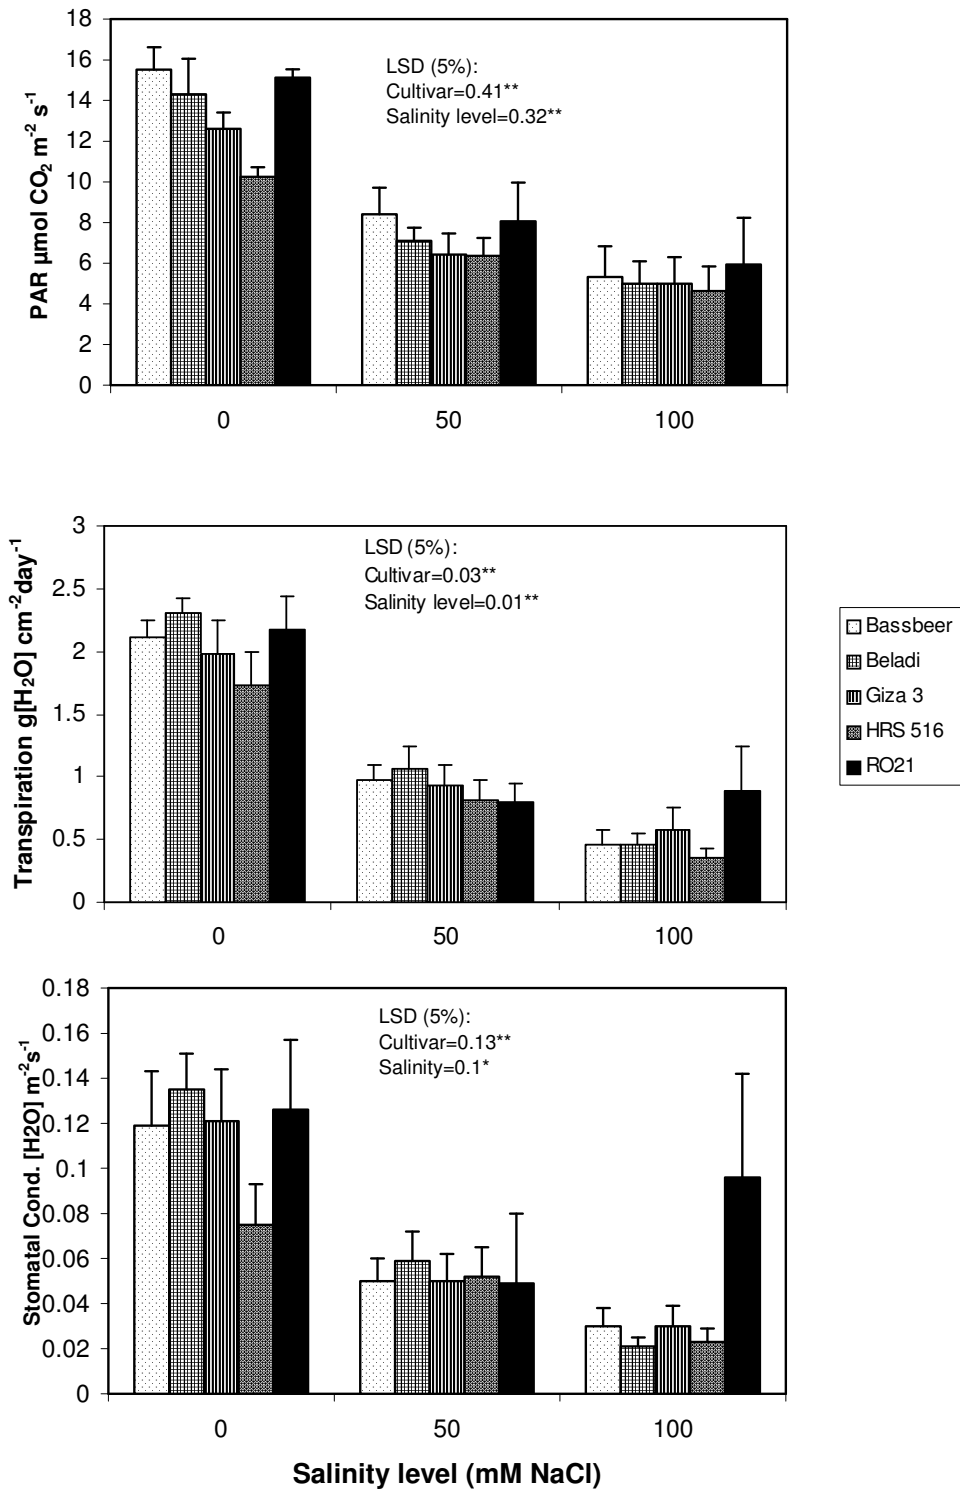 18
16
14
12
10
8
6
4
2
0
PAR µmol CO₂ m⁻² s⁻¹
LSD (5%):
Cultivar=0.41**
Salinity level=0.32**
0 50 100
3
2.5
2
1.5
1
0.5
0
Transpiration g[H₂O] cm⁻²day⁻¹
LSD (5%):
Cultivar=0.03**
Salinity level=0.01**
0 50 100
Bassbeer
Beladi
Giza 3
HRS 516
RO21
0.18
0.16
0.14
0.12
0.1
0.08
0.06
0.04
0.02
0
Stomatal Cond. [H2O] m⁻²s⁻¹
LSD (5%):
Cultivar=0.13**
Salinity=0.1*
0 50 100
Salinity level (mM NaCl)